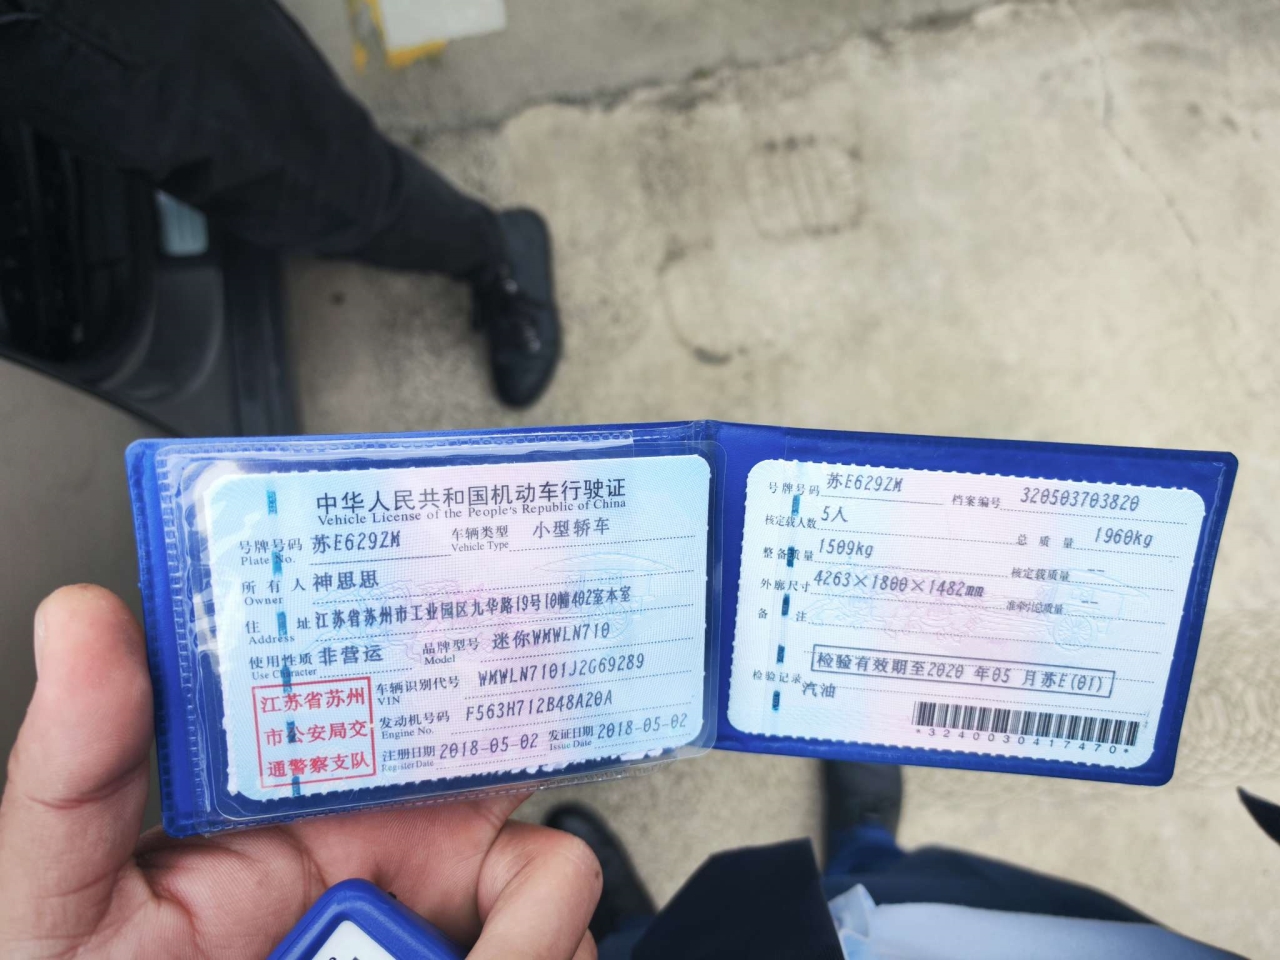 中华人民共和国机动车行驶证
Vehicle License of the People's Republic of China
号牌号码 苏E629ZM 车辆类型 小型轿车
Plate No. Vehicle Type
所有人 神思思
Owner
住址 江苏省苏州市工业园区九华路19号10幢402室本室
Address
使用性质 非营运 品牌型号 迷你WMWLN710
Use Character Model
江苏省苏州
市公安局交
通警察支队
车辆识别代号 WMWLN7101J2G69289
VIN
发动机号码 F563H712B48A20A
Engine No.
注册日期 2018-05-02 发证日期 2018-05-02
Register Date Issue Date
号牌号码 苏E629ZM 档案编号 320503703820
核定载人数 5人 总质量 1960kg
整备质量 1509kg 核定载质量 --
外廓尺寸 4263×1800×1482mm 准牵引总质量 --
备注
检验有效期至2020 年05 月苏E(01)
检验记录 汽油
*3240030417470*